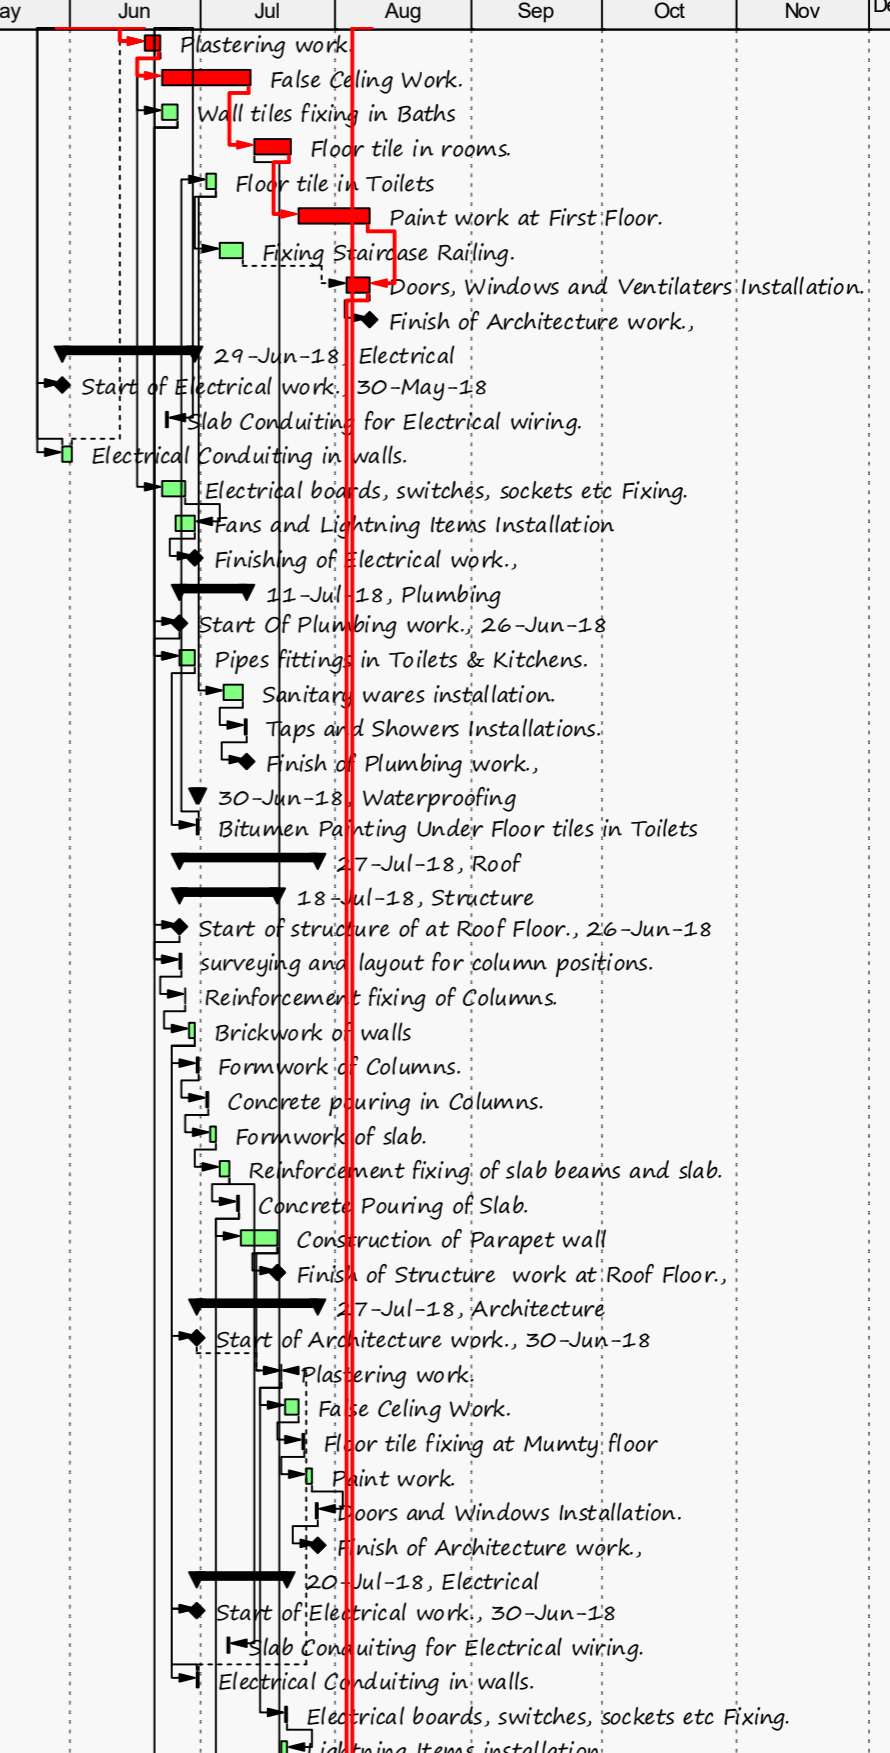 ay Jun Jul Aug Sep Oct Nov De
Plastering work.
False Celing Work.
Wall tiles fixing in Baths
Floor tile in rooms.
Floor tile in Toilets
Paint work at First Floor.
Fixing Staircase Railing.
Doors, Windows and Ventilaters Installation.
Finish of Architecture work.,
29-Jun-18, Electrical
Start of Electrical work., 30-May-18
Slab Conduiting for Electrical wiring.
Electrical Conduiting in walls.
Electrical boards, switches, sockets etc Fixing.
Fans and Lightning Items Installation
Finishing of Electrical work.,
11-Jul-18, Plumbing
Start Of Plumbing work., 26-Jun-18
Pipes fittings in Toilets & Kitchens.
Sanitary wares installation.
Taps and Showers Installations.
Finish of Plumbing work.,
30-Jun-18, Waterproofing
Bitumen Painting Under Floor tiles in Toilets
27-Jul-18, Roof
18-Jul-18, Structure
Start of structure of at Roof Floor., 26-Jun-18
surveying and layout for column positions.
Reinforcement fixing of Columns.
Brickwork of walls
Formwork of Columns.
Concrete pouring in Columns.
Formwork of slab.
Reinforcement fixing of slab beams and slab.
Concrete Pouring of Slab.
Construction of Parapet wall
Finish of Structure work at Roof Floor.,
27-Jul-18, Architecture
Start of Architecture work., 30-Jun-18
Plastering work.
False Celing Work.
Floor tile fixing at Mumty floor
Paint work.
Doors and Windows Installation.
Finish of Architecture work.,
20-Jul-18, Electrical
Start of Electrical work., 30-Jun-18
Slab Conduiting for Electrical wiring.
Electrical Conduiting in walls.
Electrical boards, switches, sockets etc Fixing.
Lightning Items installation